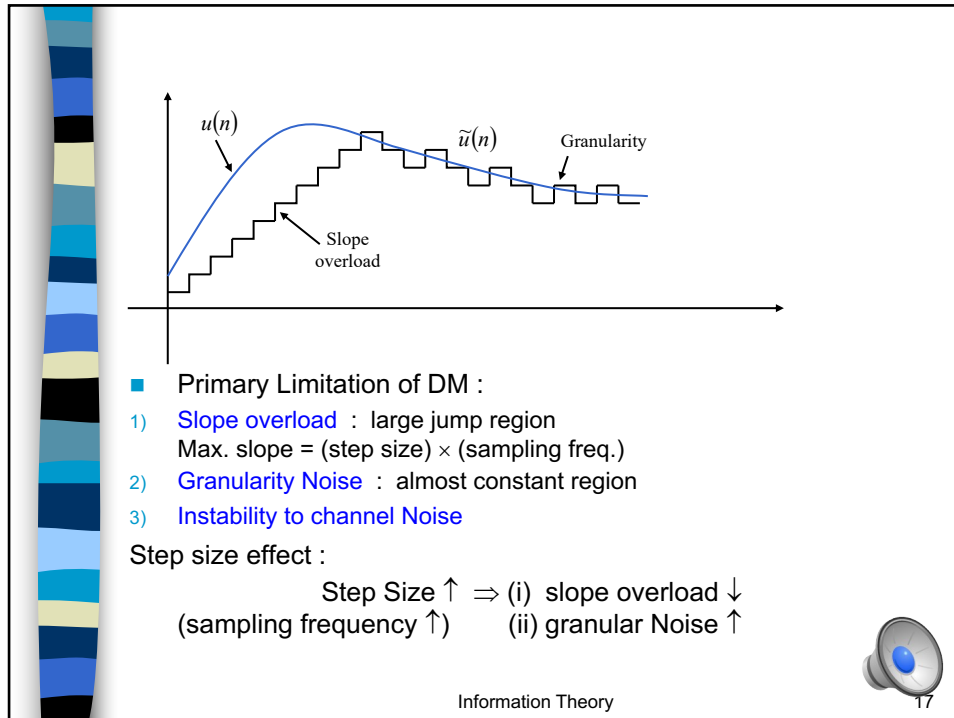 u(n)
ũ(n)
Granularity
Slope
overload
■ Primary Limitation of DM :
1) Slope overload : large jump region
Max. slope = (step size) × (sampling freq.)
2) Granularity Noise : almost constant region
3) Instability to channel Noise
Step size effect :
Step Size ↑ ⇒ (i) slope overload ↓
(sampling frequency ↑) (ii) granular Noise ↑
Information Theory
17